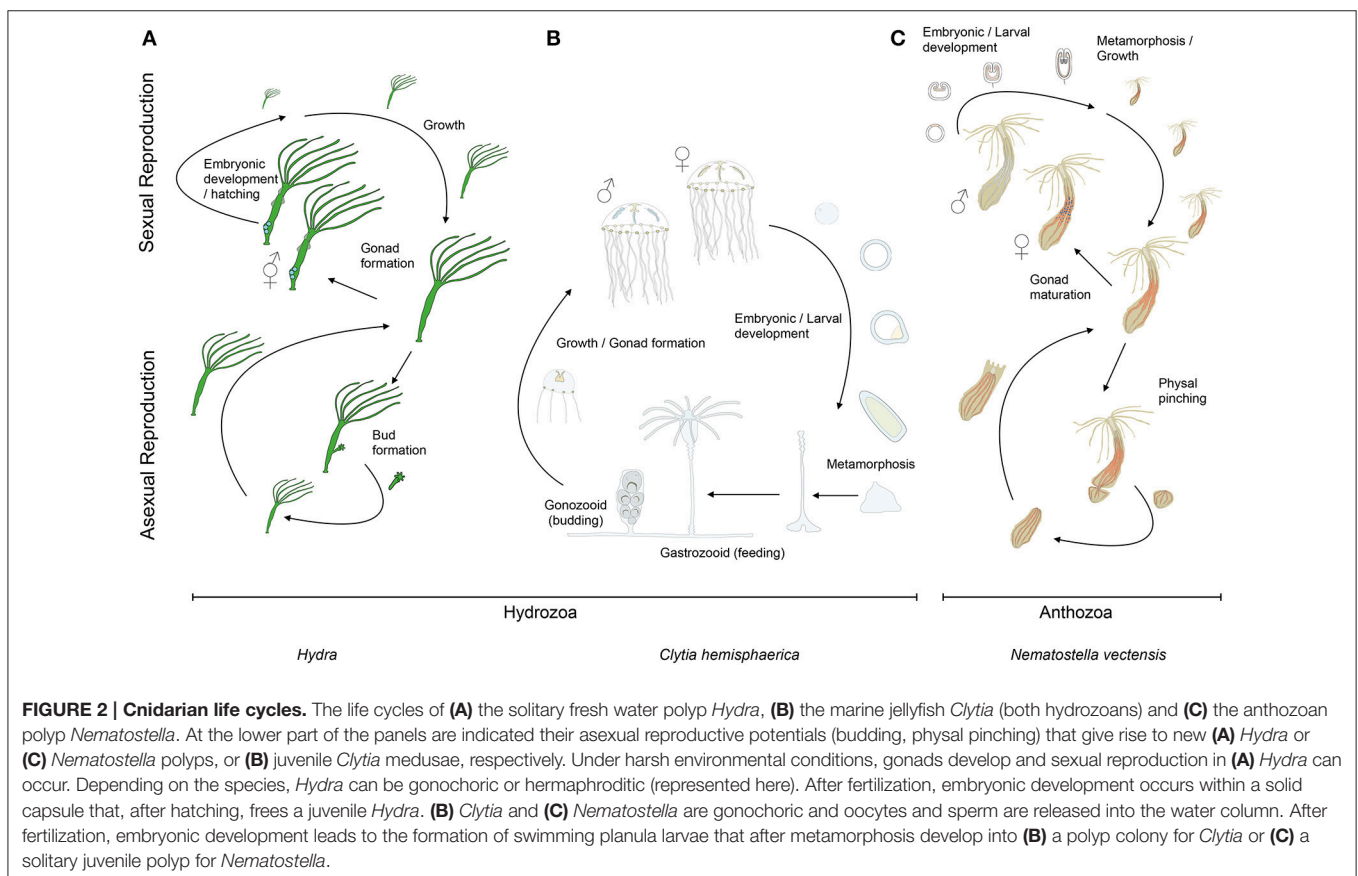 A
B
C
Sexual Reproduction
Asexual Reproduction
Growth
Embryonic
development
/ hatching
Gonad
formation
⚥
Bud
formation
♂
♀
Growth / Gonad formation
Embryonic / Larval
development
Metamorphosis
Gonozooid
(budding)
Gastrozooid (feeding)
Embryonic / Larval
development
Metamorphosis /
Growth
♂
♀
Gonad
maturation
Physal
pinching
Hydrozoa
Anthozoa
Hydra
Clytia hemisphaerica
Nematostella vectensis
FIGURE 2 | Cnidarian life cycles. The life cycles of (A) the solitary fresh water polyp Hydra, (B) the marine jellyfish Clytia (both hydrozoans) and (C) the anthozoan
polyp Nematostella. At the lower part of the panels are indicated their asexual reproductive potentials (budding, physal pinching) that give rise to new (A) Hydra or
(C) Nematostella polyps, or (B) juvenile Clytia medusae, respectively. Under harsh environmental conditions, gonads develop and sexual reproduction in (A) Hydra can
occur. Depending on the species, Hydra can be gonochoric or hermaphroditic (represented here). After fertilization, embryonic development occurs within a solid
capsule that, after hatching, frees a juvenile Hydra. (B) Clytia and (C) Nematostella are gonochoric and oocytes and sperm are released into the water column. After
fertilization, embryonic development leads to the formation of swimming planula larvae that after metamorphosis develop into (B) a polyp colony for Clytia or (C) a
solitary juvenile polyp for Nematostella.